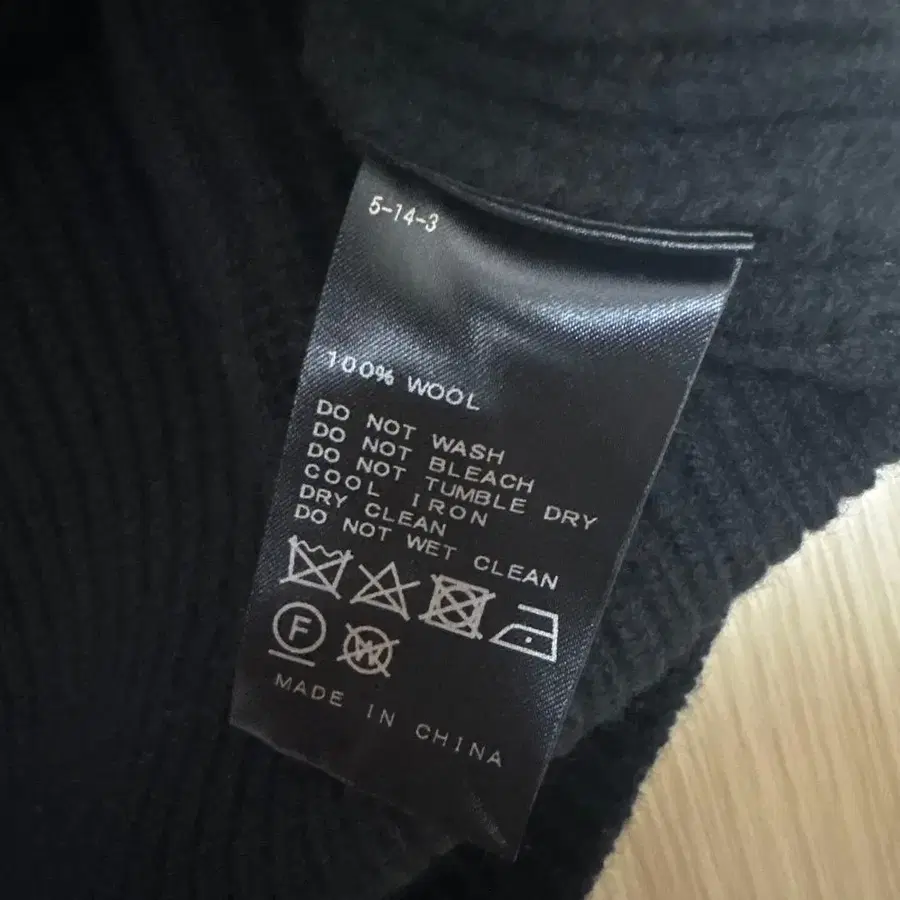 5-14-3
100% WOOL
DO NOT WASH
DO NOT BLEACH
DO NOT TUMBLE DRY
COOL IRON
DRY CLEAN
DO NOT WET CLEAN
F W
MADE IN CHINA